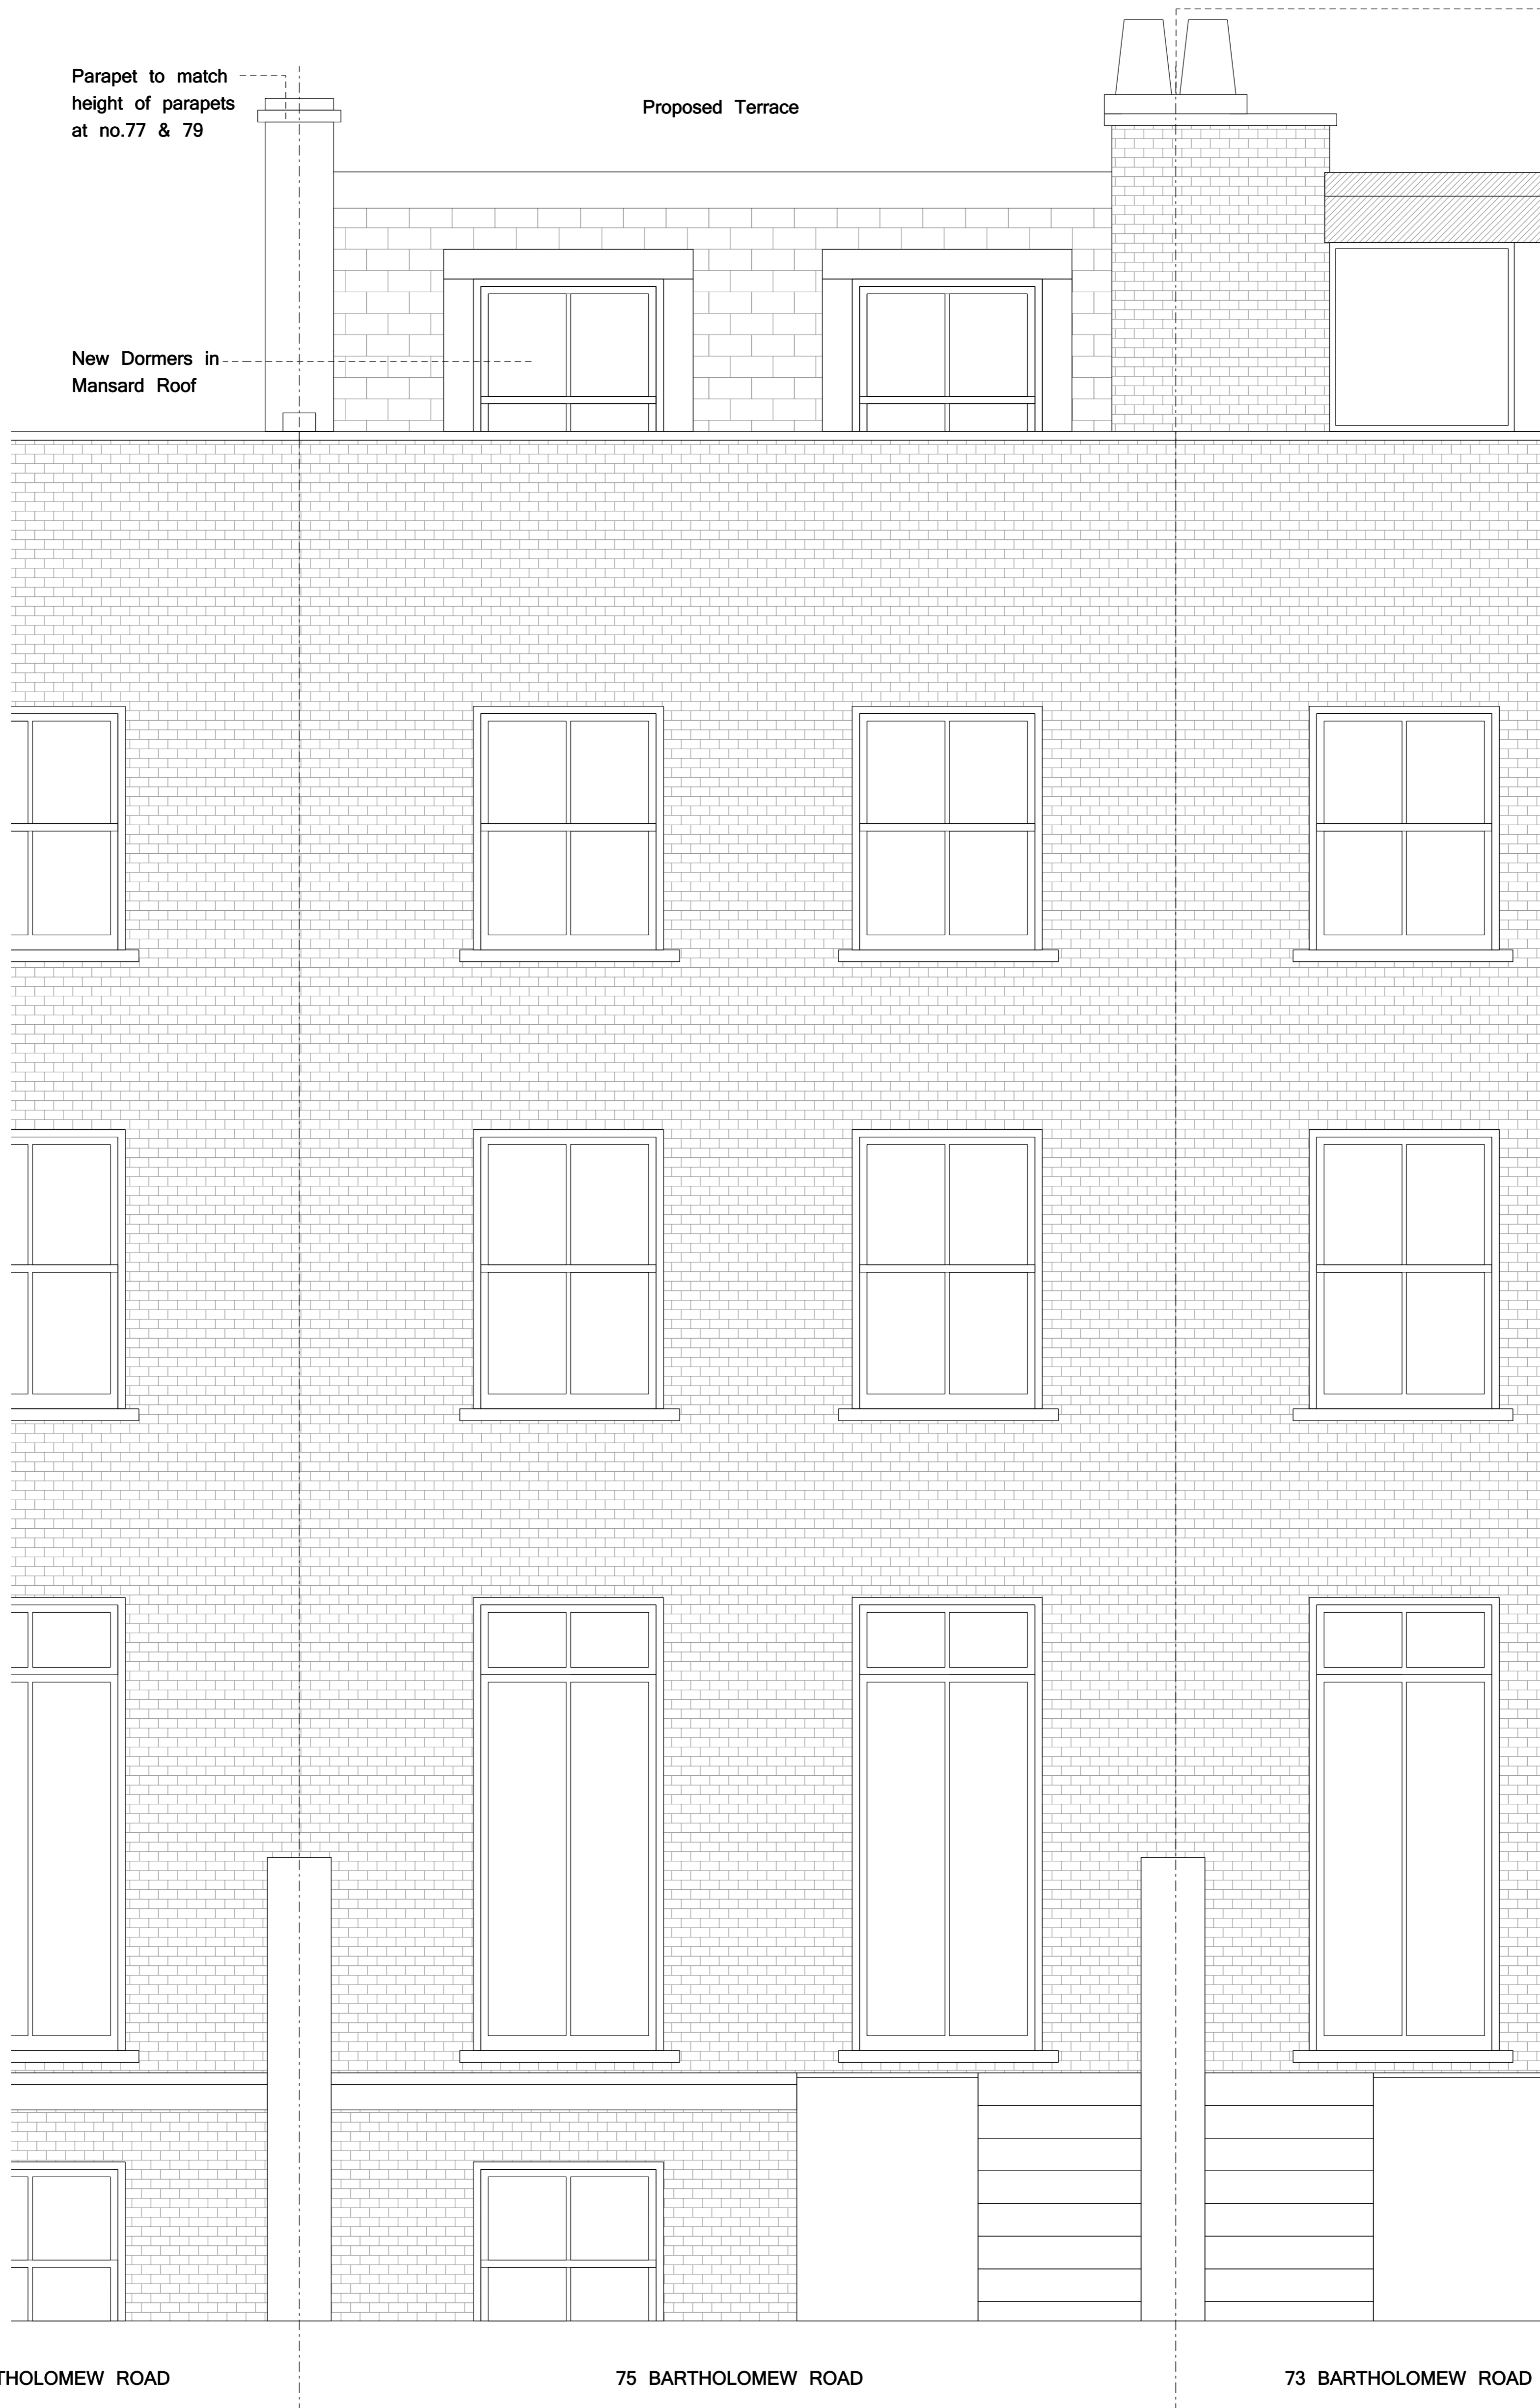 Parapet to match
height of parapets
at no.77 & 79
Proposed Terrace
New Dormers in
Mansard Roof
THOLOMEW ROAD
75 BARTHOLOMEW ROAD
73 BARTHOLOMEW ROAD